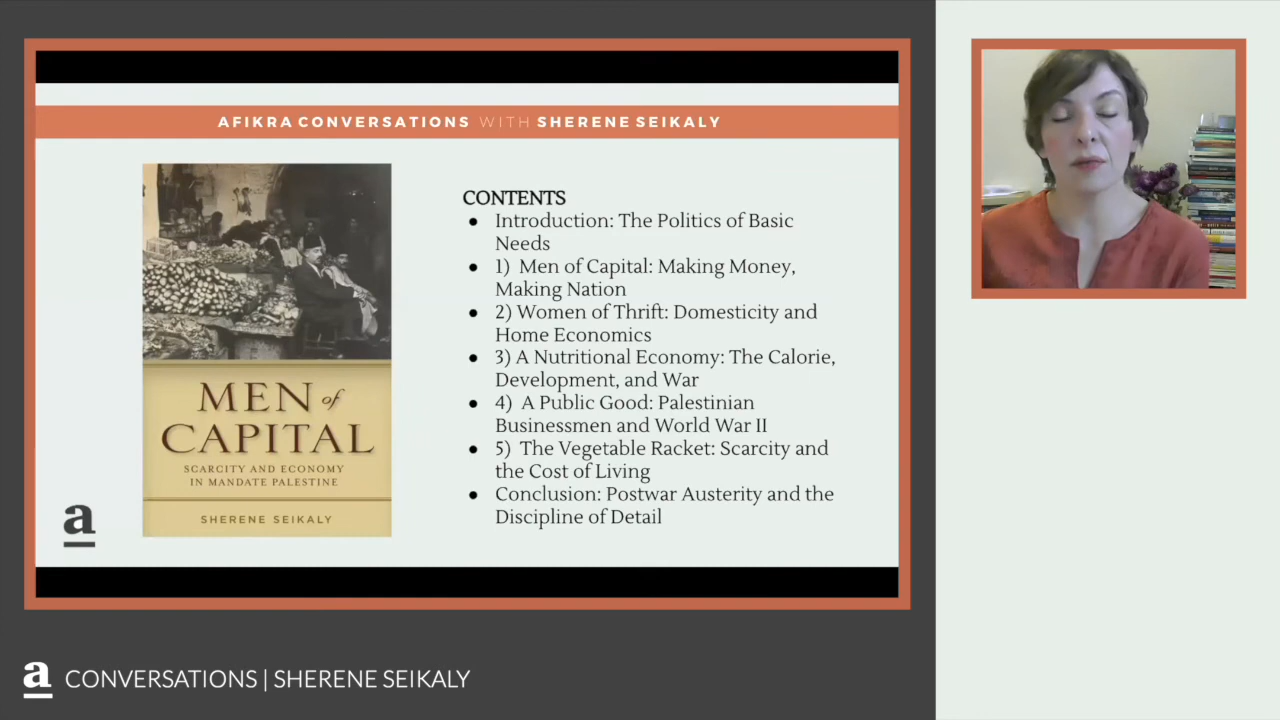 AFIKRA CONVERSATIONS WITH SHERENE SEIKALY
MEN of
CAPITAL
SCARCITY AND ECONOMY
IN MANDATE PALESTINE
SHERENE SEIKALY
a
CONTENTS
• Introduction: The Politics of Basic
Needs
• 1) Men of Capital: Making Money,
Making Nation
• 2) Women of Thrift: Domesticity and
Home Economics
• 3) A Nutritional Economy: The Calorie,
Development, and War
• 4) A Public Good: Palestinian
Businessmen and World War II
• 5) The Vegetable Racket: Scarcity and
the Cost of Living
• Conclusion: Postwar Austerity and the
Discipline of Detail
a CONVERSATIONS | SHERENE SEIKALY